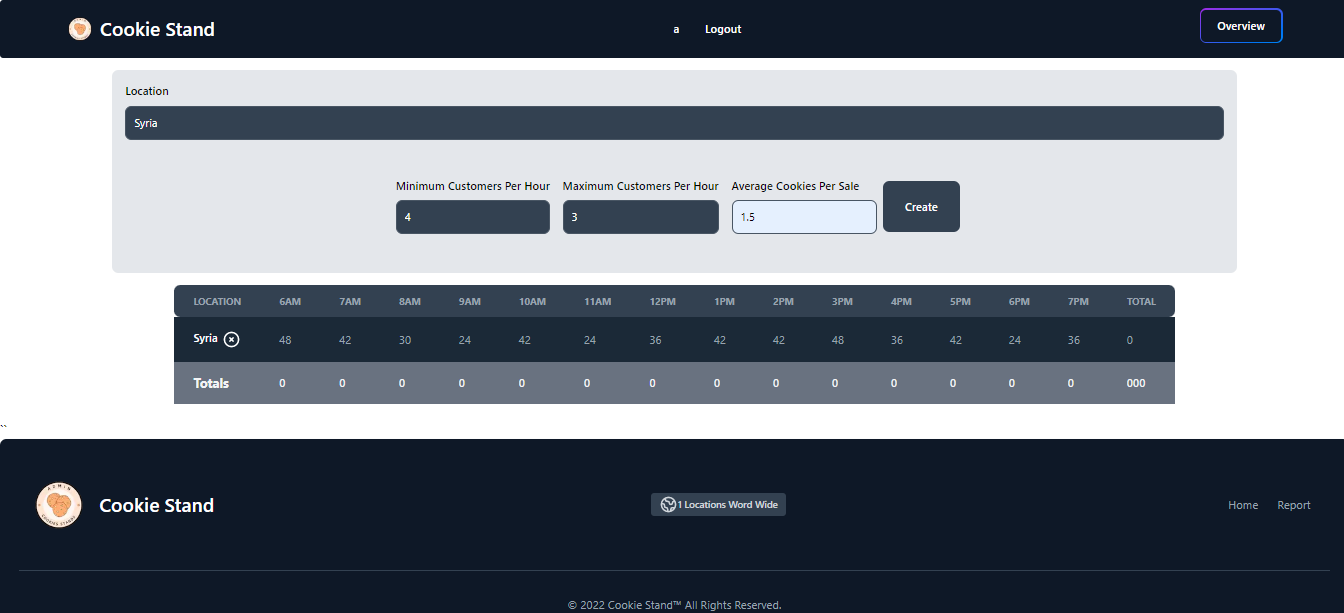 Cookie Stand a Logout Overview
Location
Syria
Minimum Customers Per Hour Maximum Customers Per Hour Average Cookies Per Sale
4 3 1.5 Create
LOCATION 6AM 7AM 8AM 9AM 10AM 11AM 12PM 1PM 2PM 3PM 4PM 5PM 6PM 7PM TOTAL
Syria 48 42 30 24 42 24 36 42 42 48 36 42 24 36 0
Totals 0 0 0 0 0 0 0 0 0 0 0 0 0 0 000
``
ADMIN
COOKIES STANDS
Cookie Stand 1 Locations Word Wide Home Report
© 2022 Cookie Stand™ All Rights Reserved.